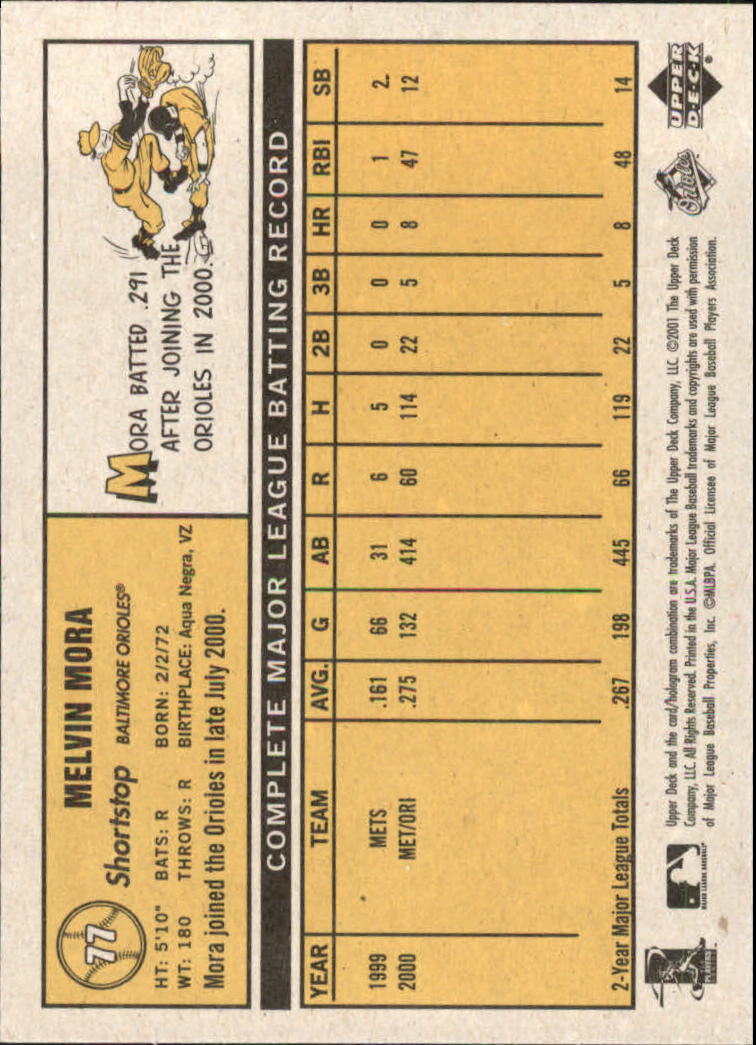 77
MELVIN MORA
Shortstop BALTIMORE ORIOLES®
HT: 5'10" BATS: R BORN: 2/2/72
WT: 180 THROWS: R BIRTHPLACE: Aqua Negra, VZ
Mora joined the Orioles in late July 2000.
MORA BATTED .291
AFTER JOINING THE
ORIOLES IN 2000.
COMPLETE MAJOR LEAGUE BATTING RECORD
YEAR TEAM AVG. G AB R H 2B 3B HR RBI SB
1999 METS .161 66 31 6 5 0 0 0 1 2
2000 MET/ORI .275 132 414 60 114 22 5 8 47 12
2-Year Major League Totals .267 198 445 66 119 22 5 8 48 14
Upper Deck and the card/hologram combination are trademarks of The Upper Deck Company, LLC. ©2001 The Upper Deck
Company, LLC. All Rights Reserved. Printed in the U.S.A. Major League Baseball trademarks and copyrights are used with permission
of Major League Baseball Properties, Inc. ©MLBPA. Official Licensee of Major League Baseball Players Association.
PLAYERS
MAJOR LEAGUE BASEBALL
Orioles
UPPER
DECK®